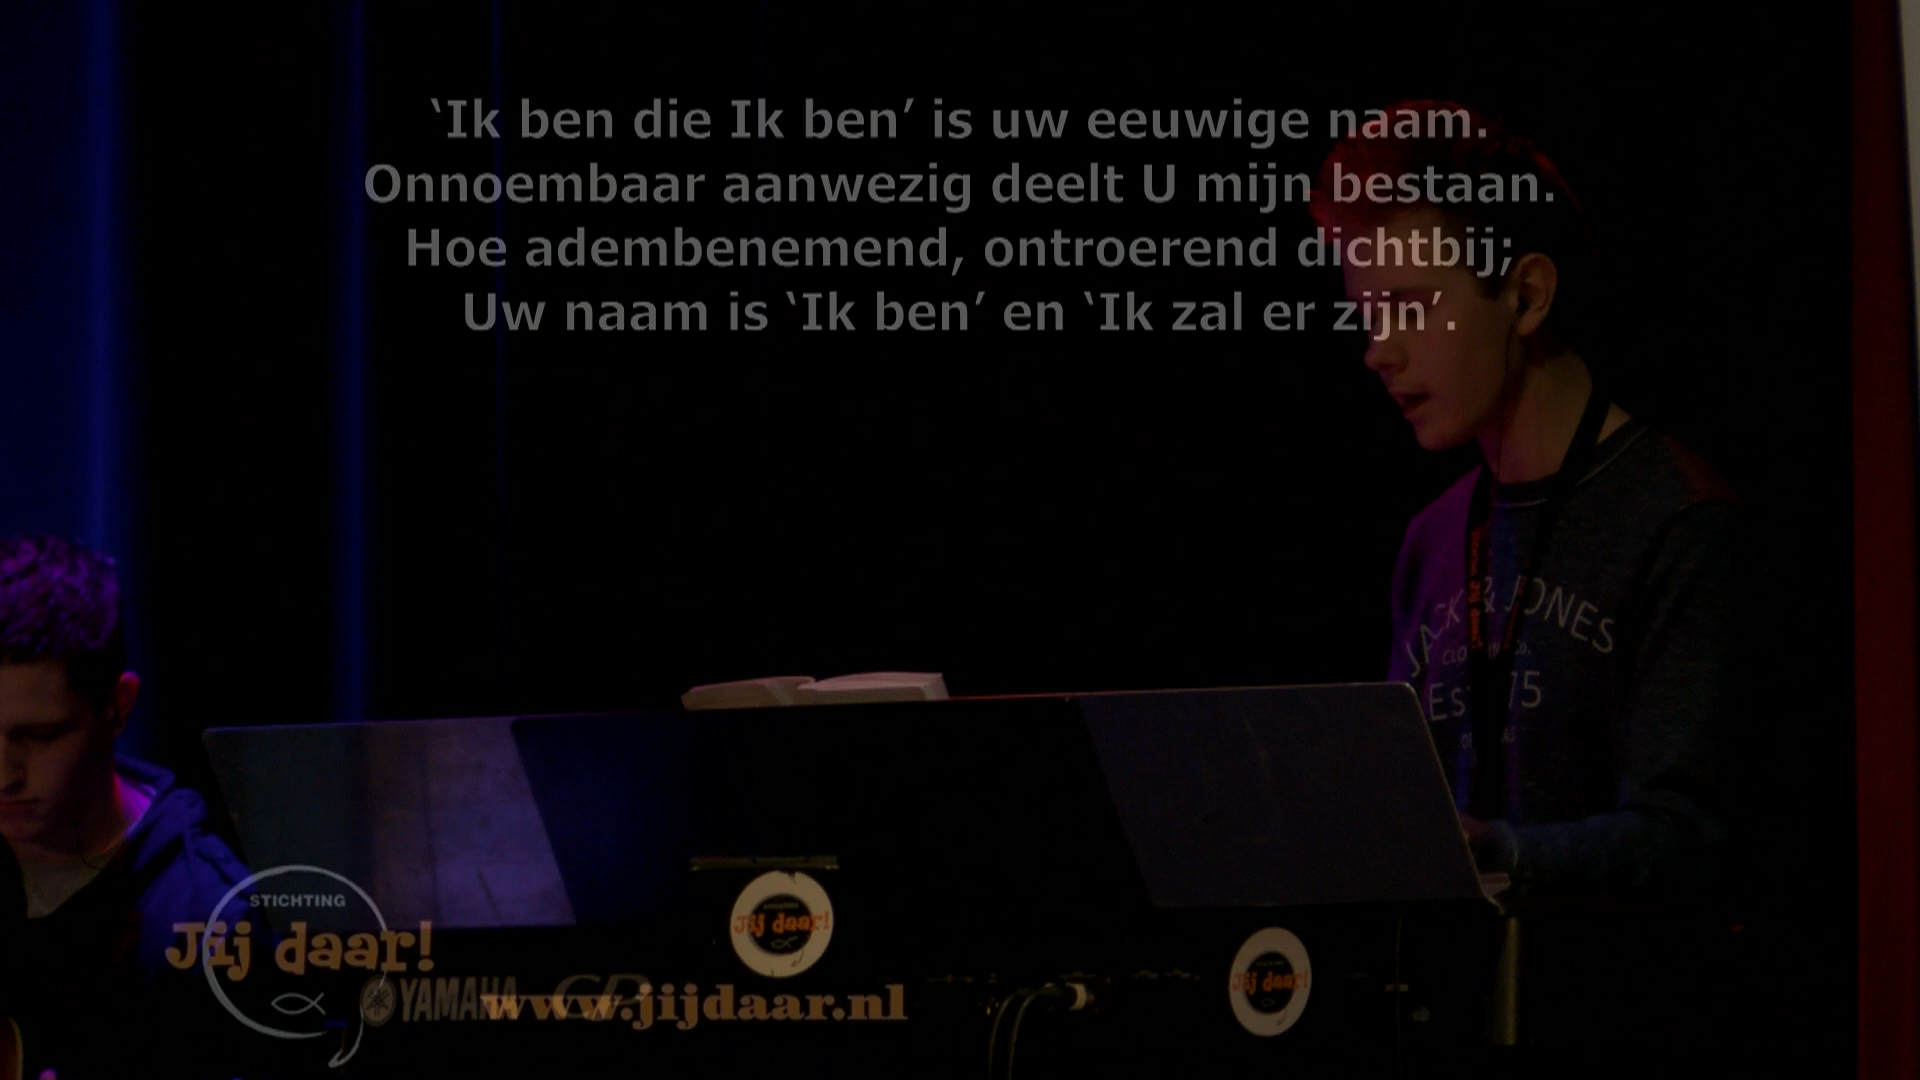 ‘Ik ben die Ik ben’ is uw eeuwige naam.
Onnoembaar aanwezig deelt U mijn bestaan.
Hoe adembenemend, ontroerend dichtbij;
Uw naam is ‘Ik ben’ en ‘Ik zal er zijn’.
JACK & JONES
STICHTING
Jij daar!
Jij daar!
Jij daar!
YAMAHA CP
www.jijdaar.nl